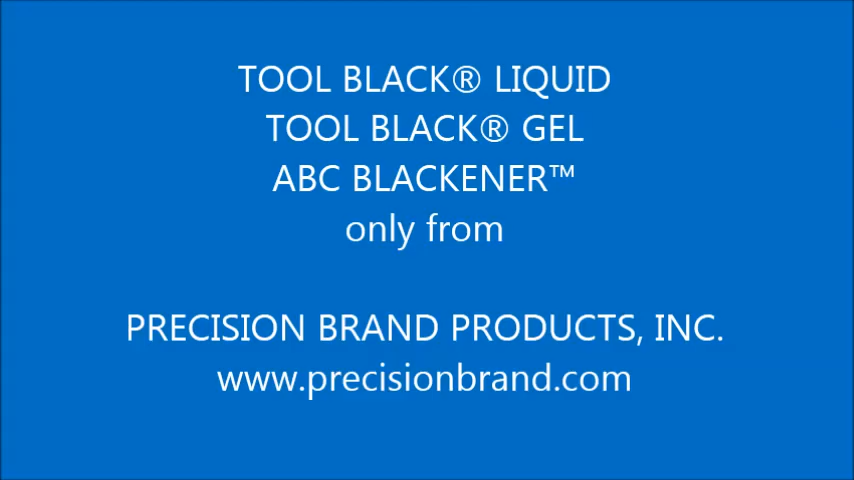 TOOL BLACK® LIQUID
TOOL BLACK® GEL
ABC BLACKENER™
only from
PRECISION BRAND PRODUCTS, INC.
www.precisionbrand.com